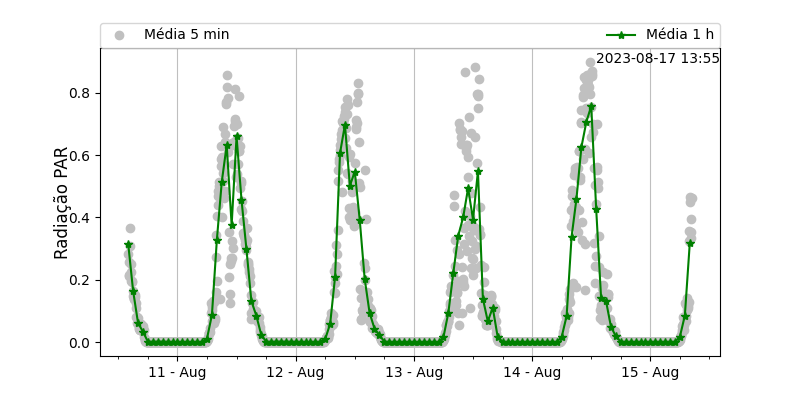 Média 5 min
Média 1 h
2023-08-17 13:55
Radiação PAR
0.8
0.6
0.4
0.2
0.0
11 - Aug
12 - Aug
13 - Aug
14 - Aug
15 - Aug